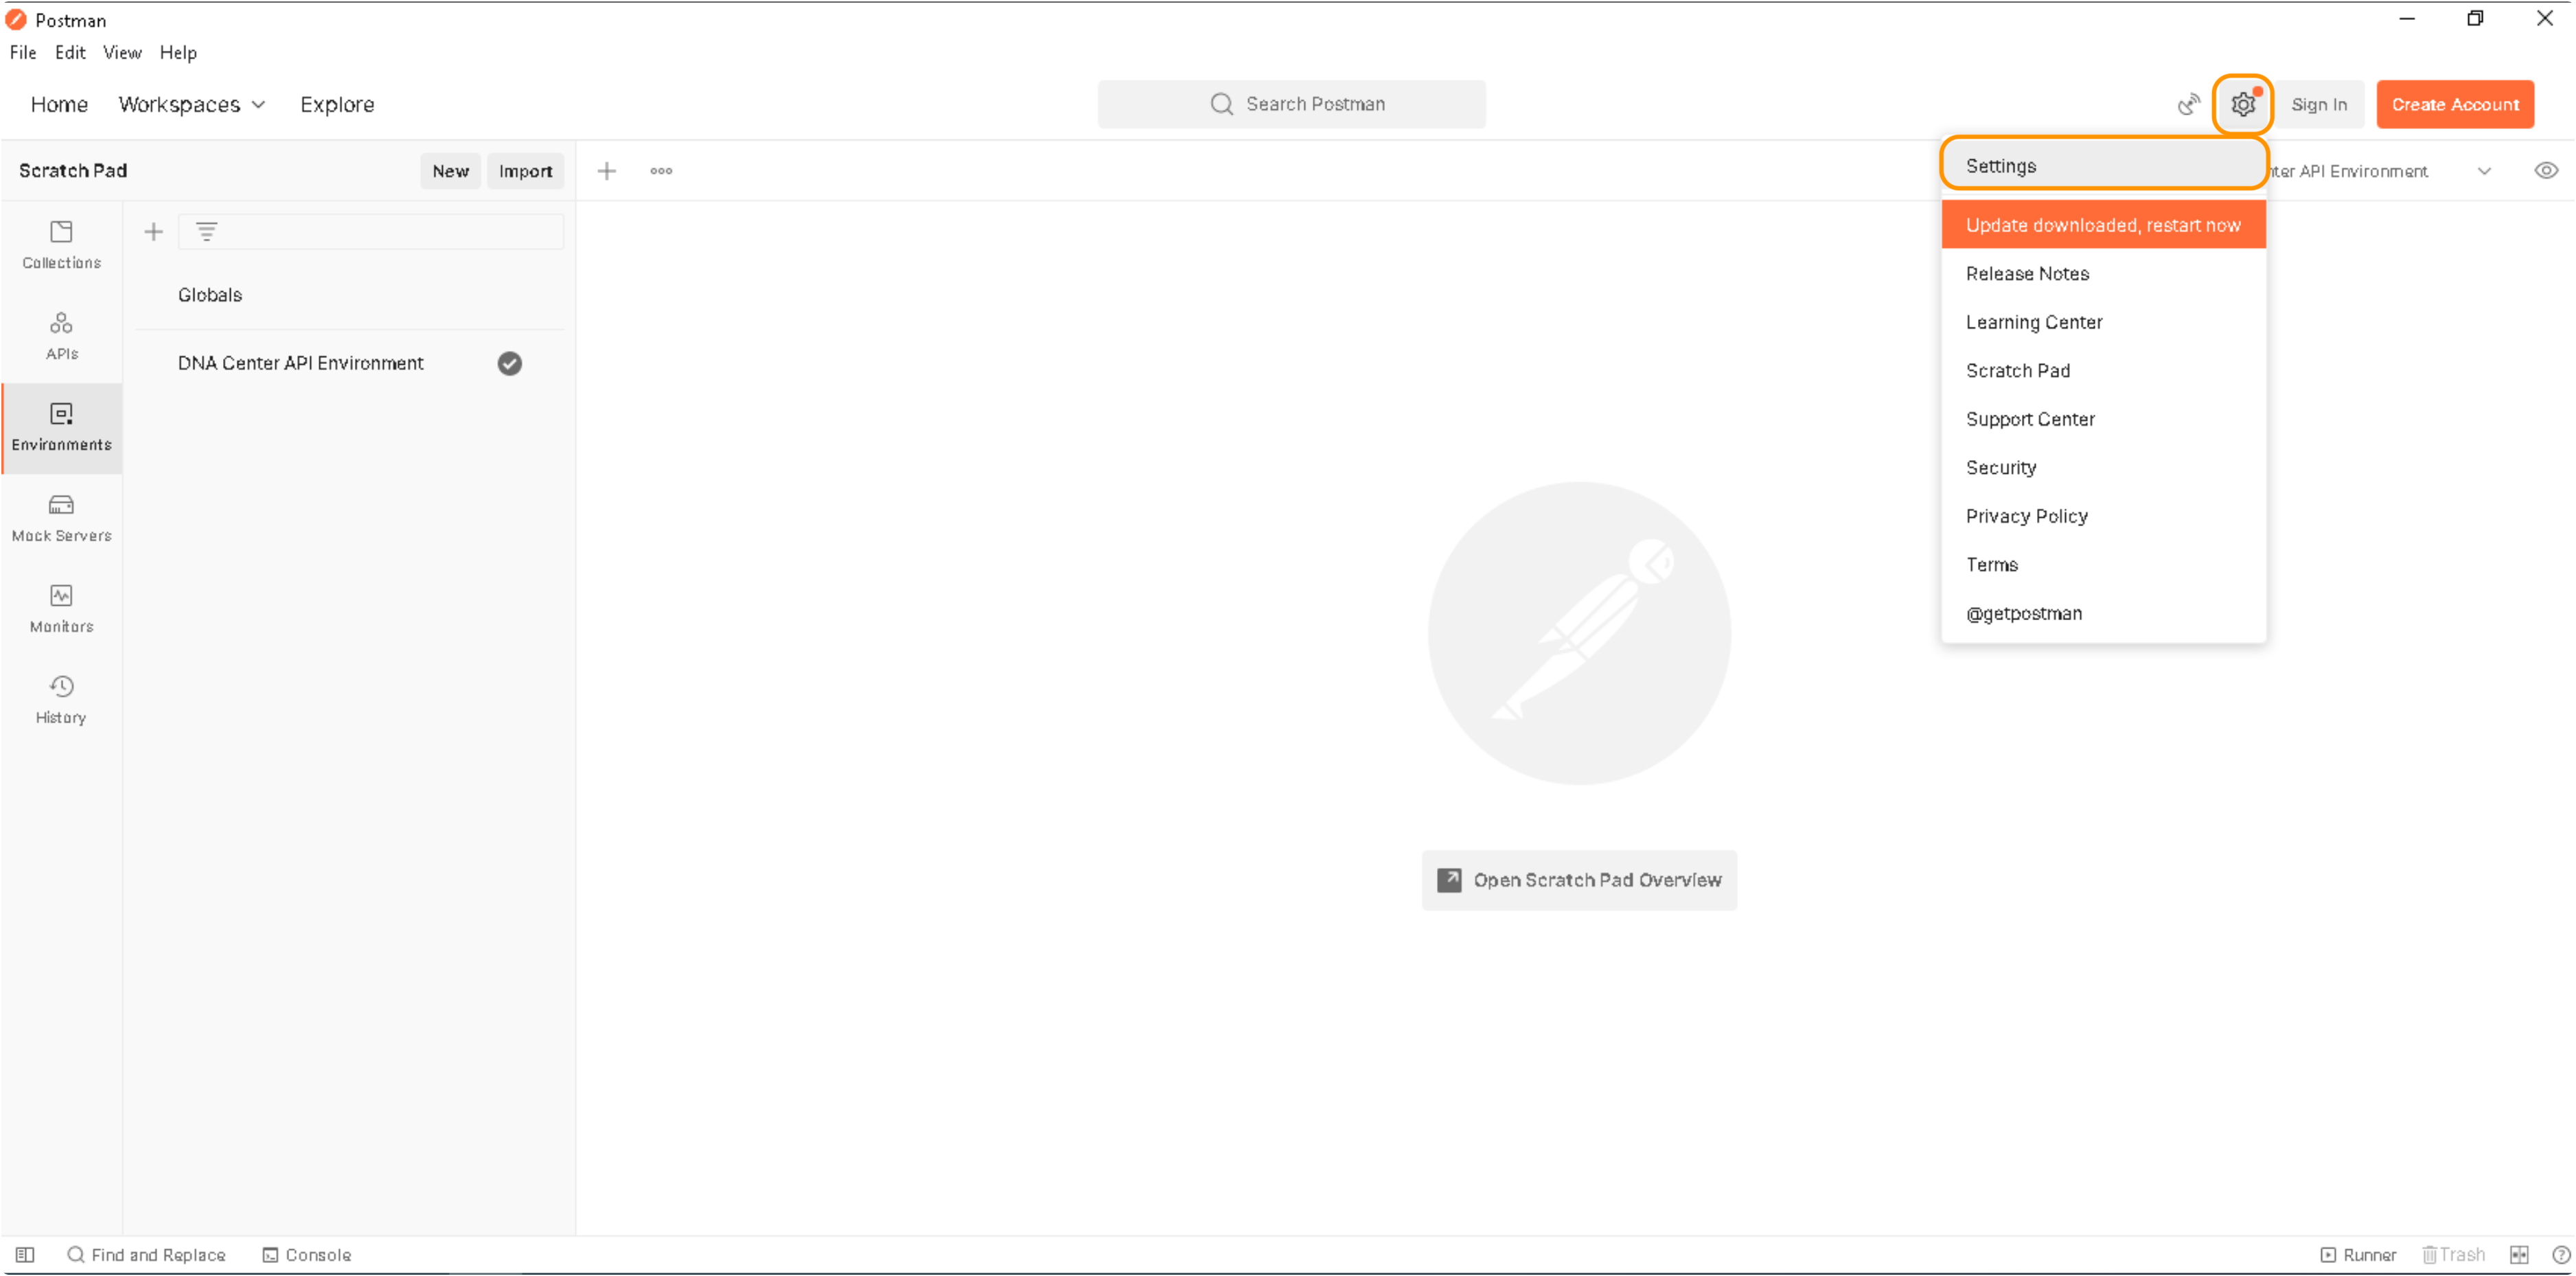 Postman
File Edit View Help
Home Workspaces Explore
Search Postman
Sign In
Create Account
Scratch Pad
New
Import
Settings
nter API Environment
Update downloaded, restart now
Release Notes
Learning Center
Scratch Pad
Support Center
Security
Privacy Policy
Terms
@getpostman
Collections
APIs
Environments
Mock Servers
Monitors
History
Globals
DNA Center API Environment
Open Scratch Pad Overview
Find and Replace
Console
Runner
Trash